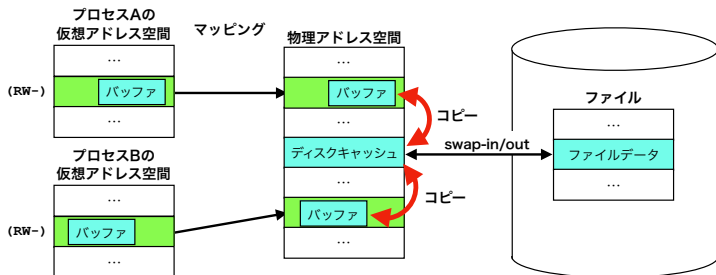 プロセスAの
仮想アドレス空間
マッピング
物理アドレス空間
…
(RW-)
バッファ
…
…
バッファ
コピー
…
ディスクキャッシュ
swap-in/out
…
コピー
バッファ
…
ファイル
…
ファイルデータ
…
プロセスBの
仮想アドレス空間
…
(RW-)
バッファ
…